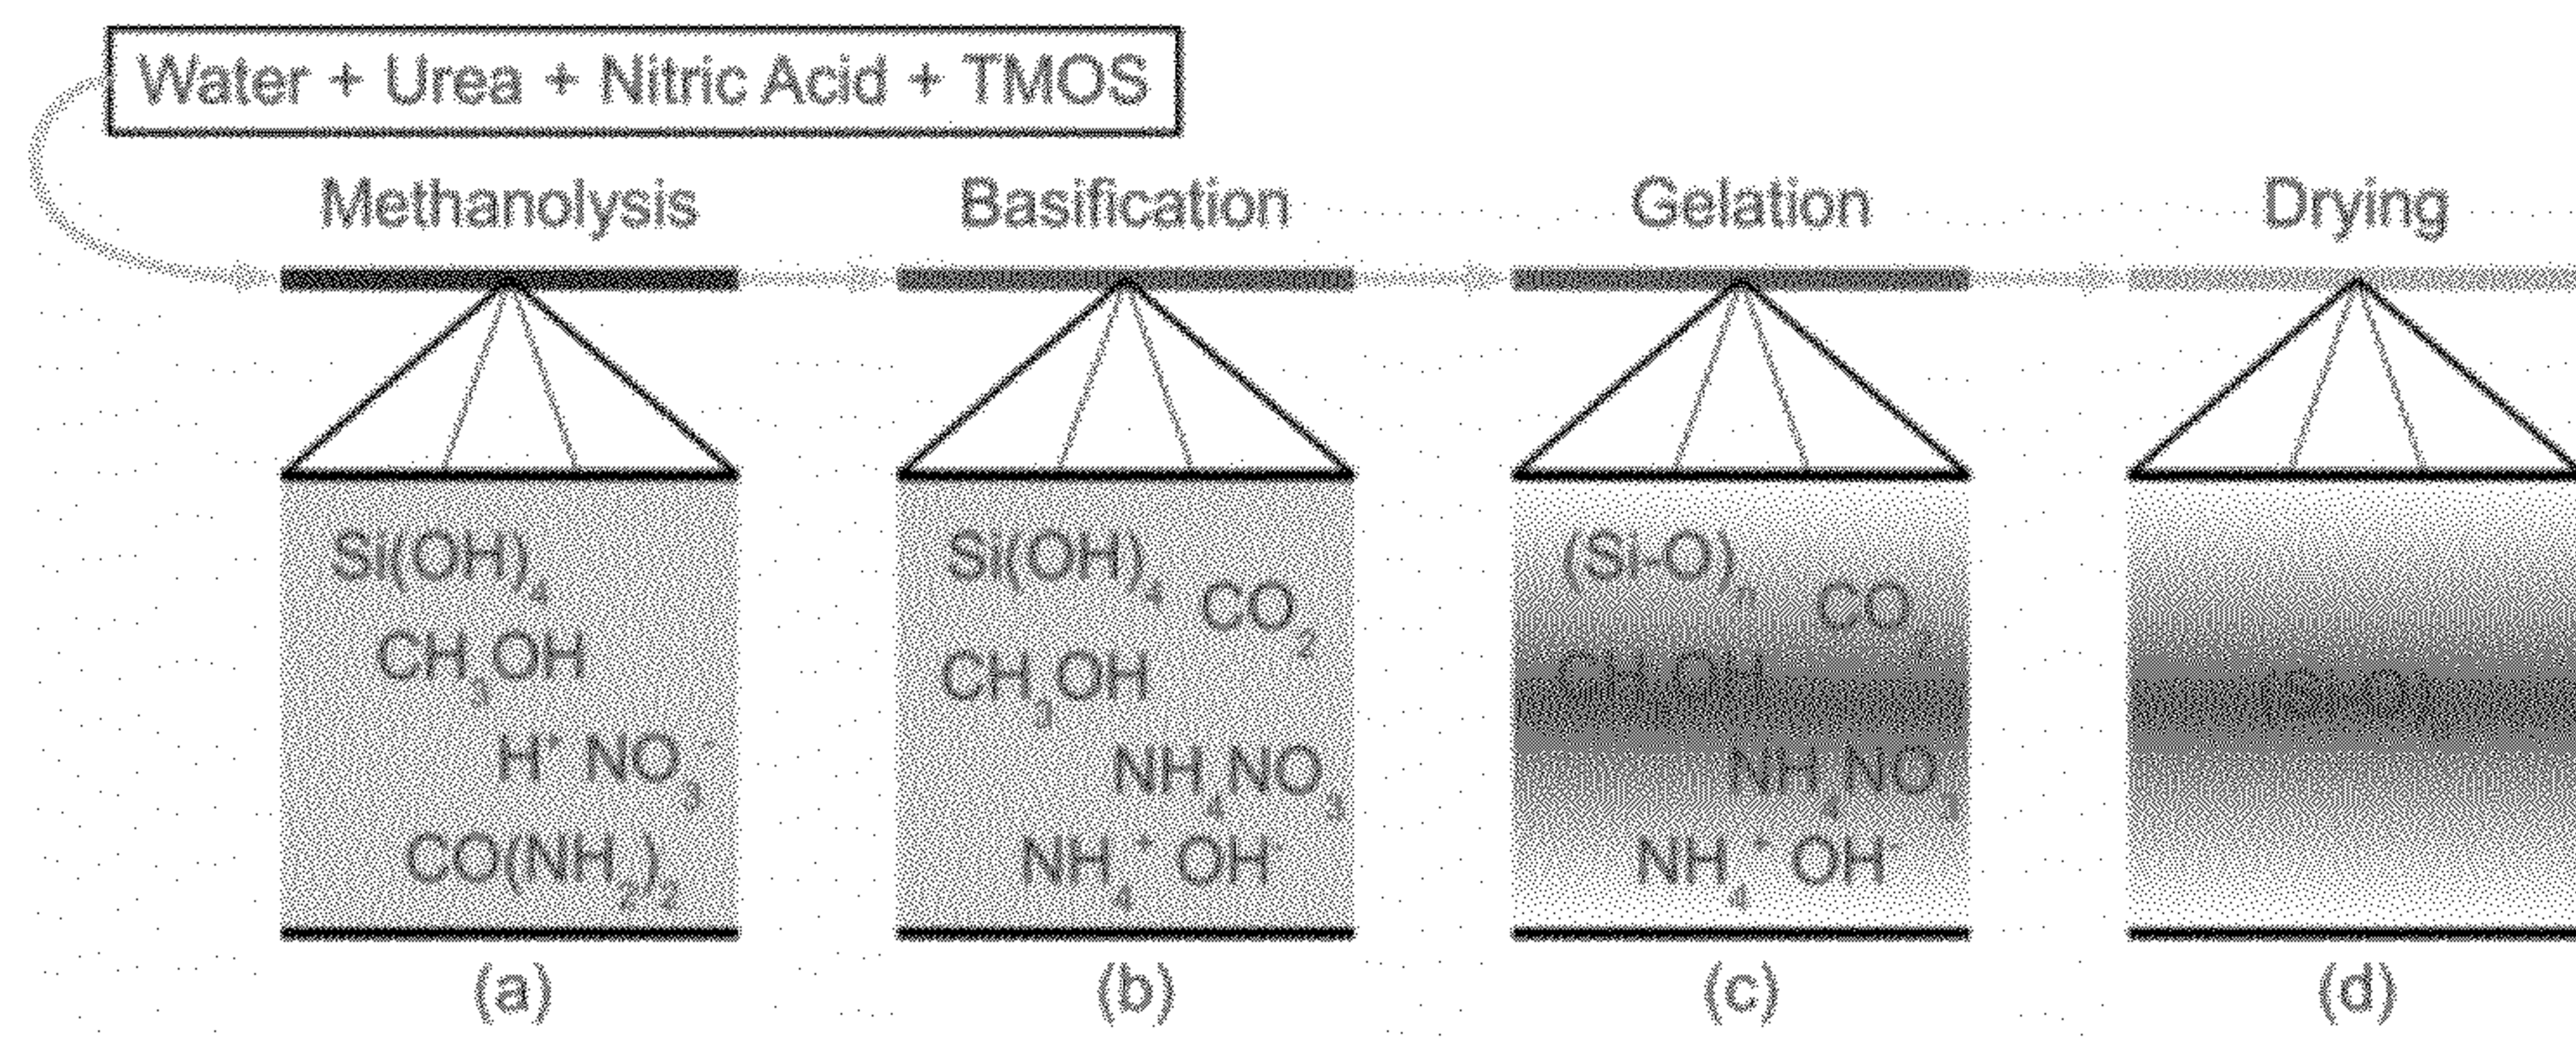 Water + Urea + Nitric Acid + TMOS
Methanolysis
Basification
Gelation
Drying
Si(OH)₄
CH₃OH
H⁺ NO₃⁻
CO(NH₂)₂
(a)
Si(OH)₄
CO₂
CH₃OH
NH₄NO₃
NH₄⁺ OH⁻
(b)
(Si-O)ₙ
CO₂
CH₃OH
NH₄NO₃
NH₄⁺ OH⁻
(c)
(d)